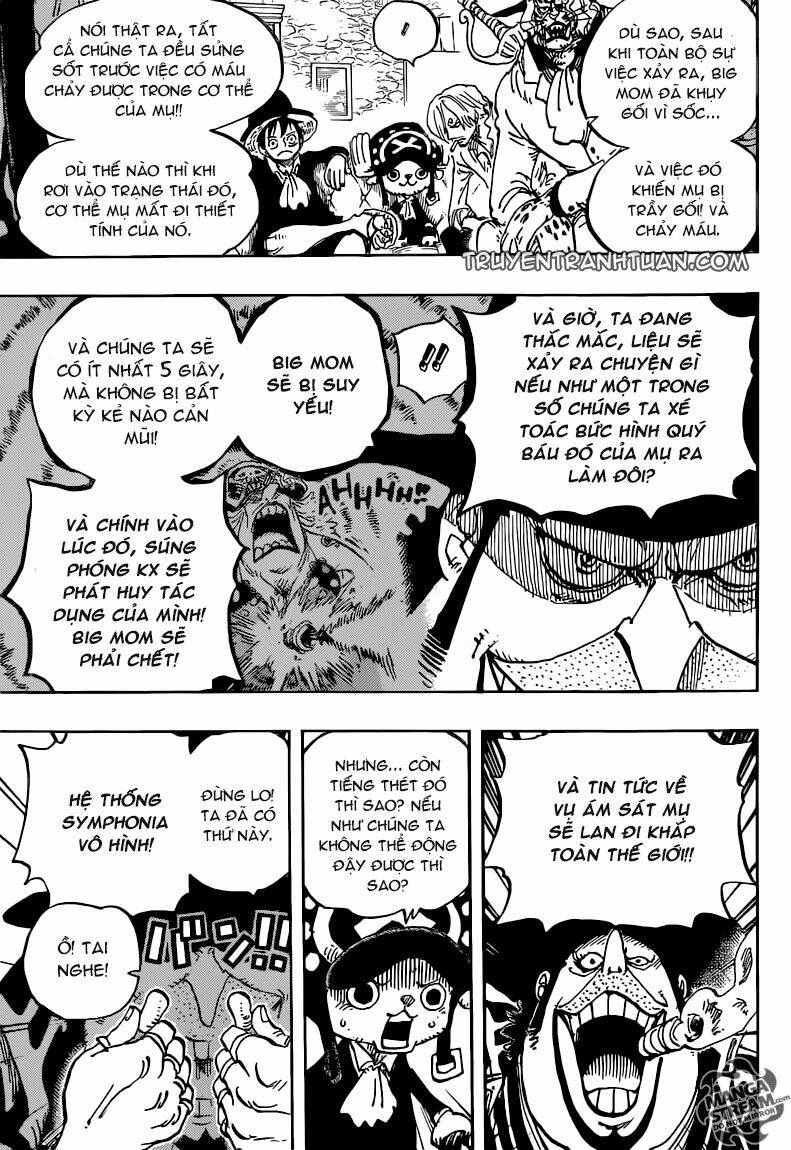 DÙ SAO, SAU
KHI TOÀN BỘ SỰ
VIỆC XẢY RA, BIG
MOM ĐÃ KHUỴ
GỐI VÌ SỐC...
VÀ VIỆC ĐÓ
KHIẾN MỤ BỊ
TRẦY GỐI! VÀ
CHẢY MÁU.
NÓI THẬT RA, TẤT
CẢ CHÚNG TA ĐỀU SỬNG
SỐT TRƯỚC VIỆC CÓ MÁU
CHẢY ĐƯỢC TRONG CƠ THỂ
CỦA MỤ!!
DÙ THẾ NÀO THÌ KHI
RƠI VÀO TRẠNG THÁI ĐÓ,
CƠ THỂ MỤ MẤT ĐI THIẾT
TÍNH CỦA NÓ.
TRUYENTRANHTUAN.COM
VÀ GIỜ, TA ĐANG
THẮC MẮC, LIỆU SẼ
XẢY RA CHUYỆN GÌ
NẾU NHƯ MỘT TRONG
SỐ CHÚNG TA XÉ
TOÁC BỨC HÌNH QUÝ
BÁU ĐÓ CỦA MỤ RA
LÀM ĐÔI?
!!
BIG MOM
SẼ BỊ SUY
YẾU!
AHHHH!!
VÀ CHÚNG TA SẼ
CÓ ÍT NHẤT 5 GIÂY,
MÀ KHÔNG BỊ BẤT
KỲ KẺ NÀO CẢN
MŨI!
VÀ CHÍNH VÀO
LÚC ĐÓ, SÚNG
PHÓNG KX SẼ
PHÁT HUY TÁC
DỤNG CỦA MÌNH!
BIG MOM SẼ
PHẢI CHẾT!
VÀ TIN TỨC VỀ
VỤ ÁM SÁT MỤ
SẼ LAN ĐI KHẮP
TOÀN THẾ GIỚI!!
NHƯNG... CÒN
TIẾNG THÉT ĐÓ
THÌ SAO? NẾU
NHƯ CHÚNG TA
KHÔNG THỂ ĐỘNG
ĐẬY ĐƯỢC THÌ
SAO?
ĐỪNG LO!
TA ĐÃ CÓ
THỨ NÀY.
HỆ THỐNG
SYMPHONIA
VÔ HÌNH!
バンッ!!
Ồ! TAI
NGHE!
MANGA
STREAM.com
DO NOT MIRROR